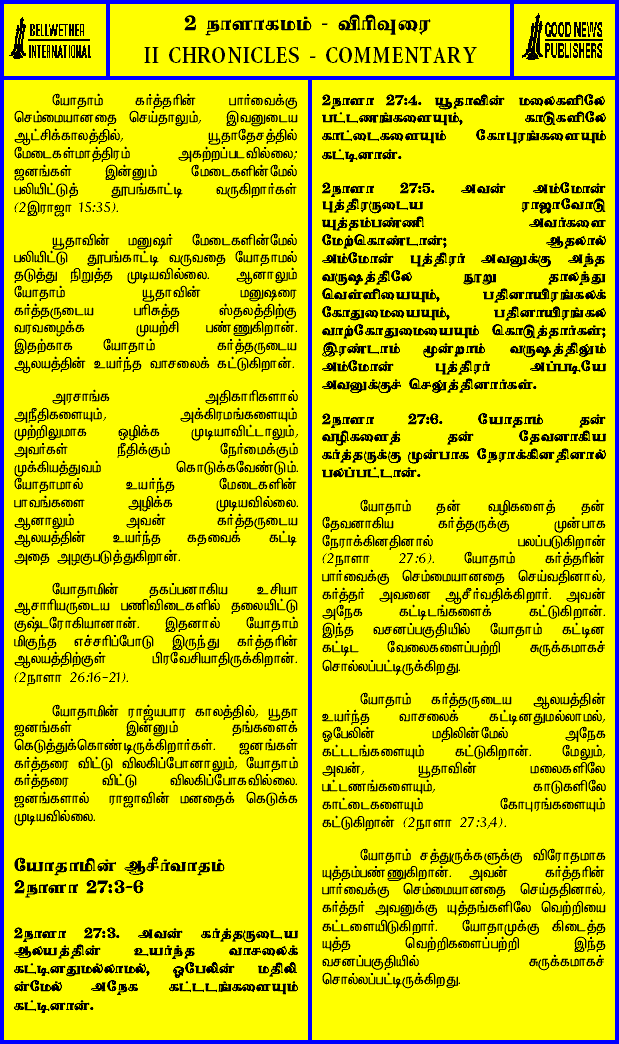 BELLWETHER
INTERNATIONAL
2 நாளாகமம் - விரிவுரை
II CHRONICLES - COMMENTARY
GOOD NEWS
PUBLISHERS
யோதாம் கர்த்தரின் பார்வைக்கு
செம்மையானதை செய்தாலும், இவனுடைய
ஆட்சிக்காலத்தில், யூதாதேசத்தில்
மேடைகள்மாத்திரம் அகற்றப்படவில்லை;
ஜனங்கள் இன்னும் மேடைகளின்மேல்
பலியிட்டுத் தூபங்காட்டி வருகிறார்கள்
(2இராஜா 15:35).
யூதாவின் மனுஷர் மேடைகளின்மேல்
பலியிட்டு தூபங்காட்டி வருவதை யோதாமல்
தடுத்து நிறுத்த முடியவில்லை. ஆனாலும்
யோதாம் யூதாவின் மனுஷரை
கர்த்தருடைய பரிசுத்த ஸ்தலத்திற்கு
வரவழைக்க முயற்சி பண்ணுகிறான்.
இதற்காக யோதாம் கர்த்தருடைய
ஆலயத்தின் உயர்ந்த வாசலைக் கட்டுகிறான்.
அரசாங்க அதிகாரிகளால்
அநீதிகளையும், அக்கிரமங்களையும்
முற்றிலுமாக ஒழிக்க முடியாவிட்டாலும்,
அவர்கள் நீதிக்கும் நேர்மைக்கும்
முக்கியத்துவம் கொடுக்கவேண்டும்.
யோதாமால் உயர்ந்த மேடைகளின்
பாவங்களை அழிக்க முடியவில்லை.
ஆனாலும் அவன் கர்த்தருடைய
ஆலயத்தின் உயர்ந்த கதவைக் கட்டி
அதை அழகுபடுத்துகிறான்.
யோதாமின் தகப்பனாகிய உசியா
ஆசாரியருடைய பணிவிடைகளில் தலையிட்டு
குஷ்டரோகியானான். இதனால் யோதாம்
மிகுந்த எச்சரிப்போடு இருந்து கர்த்தரின்
ஆலயத்திற்குள் பிரவேசியாதிருக்கிறான்.
(2நாளா 26:16-21).
யோதாமின் ராஜ்யபார காலத்தில், யூதா
ஜனங்கள் இன்னும் தங்களைக்
கெடுத்துக்கொண்டிருக்கிறார்கள். ஜனங்கள்
கர்த்தரை விட்டு விலகிப்போனாலும், யோதாம்
கர்த்தரை விட்டு விலகிப்போகவில்லை.
ஜனங்களால் ராஜாவின் மனதைக் கெடுக்க
முடியவில்லை.
யோதாமின் ஆசீர்வாதம்
2நாளா 27:3-6
2நாளா 27:3. அவன் கர்த்தருடைய
ஆலயத்தின் உயர்ந்த வாசலைக்
கட்டினதுமல்லாமல், ஓபேலின் மதிலி
ன்மேல் அநேக கட்டடங்களையும்
கட்டினான்.
2நாளா 27:4. யூதாவின் மலைகளிலே
பட்டணங்களையும், காடுகளிலே
காட்டைகளையும் கோபுரங்களையும்
கட்டினான்.
2நாளா 27:5. அவன் அம்மோன்
புத்திரருடைய ராஜாவோடு
யுத்தம்பண்ணி அவர்களை
மேற்கொண்டான்; ஆதலால்
அம்மோன் புத்திரர் அவனுக்கு அந்த
வருஷத்திலே நூறு தாலந்து
வெள்ளியையும், பதினாயிரங்கலக்
கோதுமையையும், பதினாயிரங்கல
வாற்கோதுமையையும் கொடுத்தார்கள்;
இரண்டாம் மூன்றாம் வருஷத்திலும்
அம்மோன் புத்திரர் அப்படியே
அவனுக்குச் செலுத்தினார்கள்.
2நாளா 27:6. யோதாம் தன்
வழிகளைத் தன் தேவனாகிய
கர்த்தருக்கு முன்பாக நேராக்கினதினால்
பலப்பட்டான்.
யோதாம் தன் வழிகளைத் தன்
தேவனாகிய கர்த்தருக்கு முன்பாக
நேராக்கினதினால் பலப்படுகிறான்
(2நாளா 27:6). யோதாம் கர்த்தரின்
பார்வைக்கு செம்மையானதை செய்வதினால்,
கர்த்தர் அவனை ஆசீர்வதிக்கிறார். அவன்
அநேக கட்டிடங்களைக் கட்டுகிறான்.
இந்த வசனப்பகுதியில் யோதாம் கட்டின
கட்டிட வேலைகளைப்பற்றி சுருக்கமாகச்
சொல்லப்பட்டிருக்கிறது.
யோதாம் கர்த்தருடைய ஆலயத்தின்
உயர்ந்த வாசலைக் கட்டினதுமல்லாமல்,
ஓபேலின் மதிலின்மேல் அநேக
கட்டடங்களையும் கட்டுகிறான். மேலும்,
அவன், யூதாவின் மலைகளிலே
பட்டணங்களையும், காடுகளிலே
காட்டைகளையும் கோபுரங்களையும்
கட்டுகிறான் (2நாளா 27:3,4).
யோதாம் சத்துருக்களுக்கு விரோதமாக
யுத்தம்பண்ணுகிறான். அவன் கர்த்தரின்
பார்வைக்கு செம்மையானதை செய்ததினால்,
கர்த்தர் அவனுக்கு யுத்தங்களிலே வெற்றியை
கட்டளையிடுகிறார். யோதாமுக்கு கிடைத்த
யுத்த வெற்றிகளைப்பற்றி இந்த
வசனப்பகுதியில் சுருக்கமாகச்
சொல்லப்பட்டிருக்கிறது.